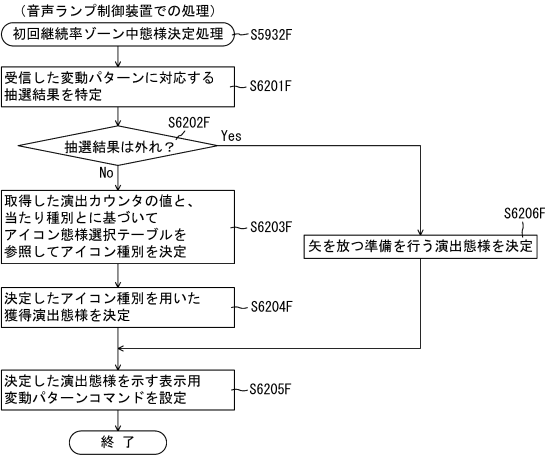 （音声ランプ制御装置での処理）
初回継続率ゾーン中態様決定処理
S5932F
受信した変動パターンに対応する
抽選結果を特定
S6201F
S6202F
抽選結果は外れ？
Yes
No
取得した演出カウンタの値と、
当たり種別とに基づいて
アイコン態様選択テーブルを
参照してアイコン種別を決定
S6203F
S6206F
矢を放つ準備を行う演出態様を決定
決定したアイコン種別を用いた
獲得演出態様を決定
S6204F
決定した演出態様を示す表示用
変動パターンコマンドを設定
S6205F
終 了